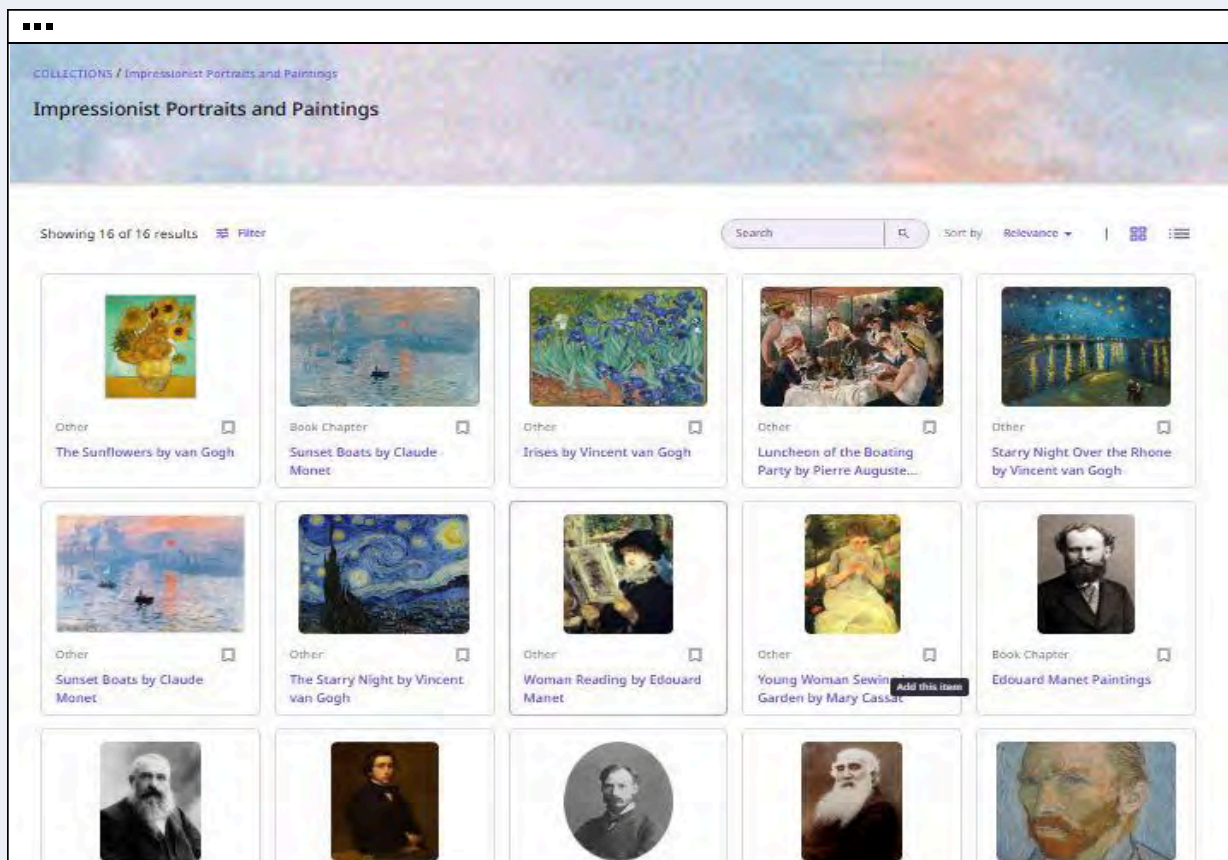 COLLECTIONS / Impressionist Portraits and Paintings
Impressionist Portraits and Paintings
Showing 16 of 16 results Filter Search Sort by Relevance
Other
The Sunflowers by van Gogh
Book Chapter
Sunset Boats by Claude
Monet
Other
Irises by Vincent van Gogh
Other
Luncheon of the Boating
Party by Pierre Auguste...
Other
Starry Night Over the Rhone
by Vincent van Gogh
Other
Sunset Boats by Claude
Monet
Other
The Starry Night by Vincent
van Gogh
Other
Woman Reading by Edouard
Manet
Other
Young Woman Sewin
Garden by Mary Cassat
Add this item
Book Chapter
Edouard Manet Paintings